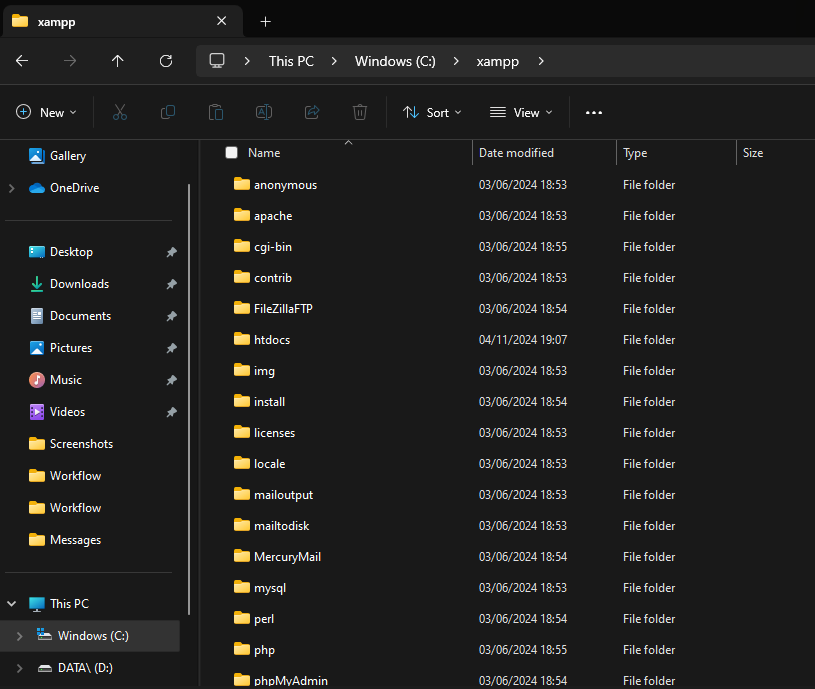 xampp
This PC Windows (C:) xampp
New Sort View
Gallery
OneDrive
Desktop
Downloads
Documents
Pictures
Music
Videos
Screenshots
Workflow
Workflow
Messages
This PC
Windows (C:)
DATA\ (D:)
Name Date modified Type Size
anonymous 03/06/2024 18:53 File folder
apache 03/06/2024 18:53 File folder
cgi-bin 03/06/2024 18:55 File folder
contrib 03/06/2024 18:53 File folder
FileZillaFTP 03/06/2024 18:54 File folder
htdocs 04/11/2024 19:07 File folder
img 03/06/2024 18:53 File folder
install 03/06/2024 18:54 File folder
licenses 03/06/2024 18:53 File folder
locale 03/06/2024 18:53 File folder
mailoutput 03/06/2024 18:53 File folder
mailtodisk 03/06/2024 18:53 File folder
MercuryMail 03/06/2024 18:54 File folder
mysql 03/06/2024 18:53 File folder
perl 03/06/2024 18:54 File folder
php 03/06/2024 18:55 File folder
phpMyAdmin 03/06/2024 18:54 File folder